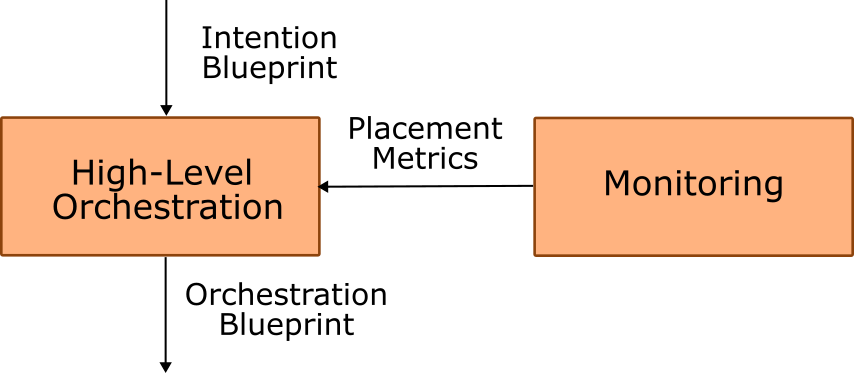 Intention
Blueprint
Placement
Metrics
High-Level
Orchestration
Monitoring
Orchestration
Blueprint